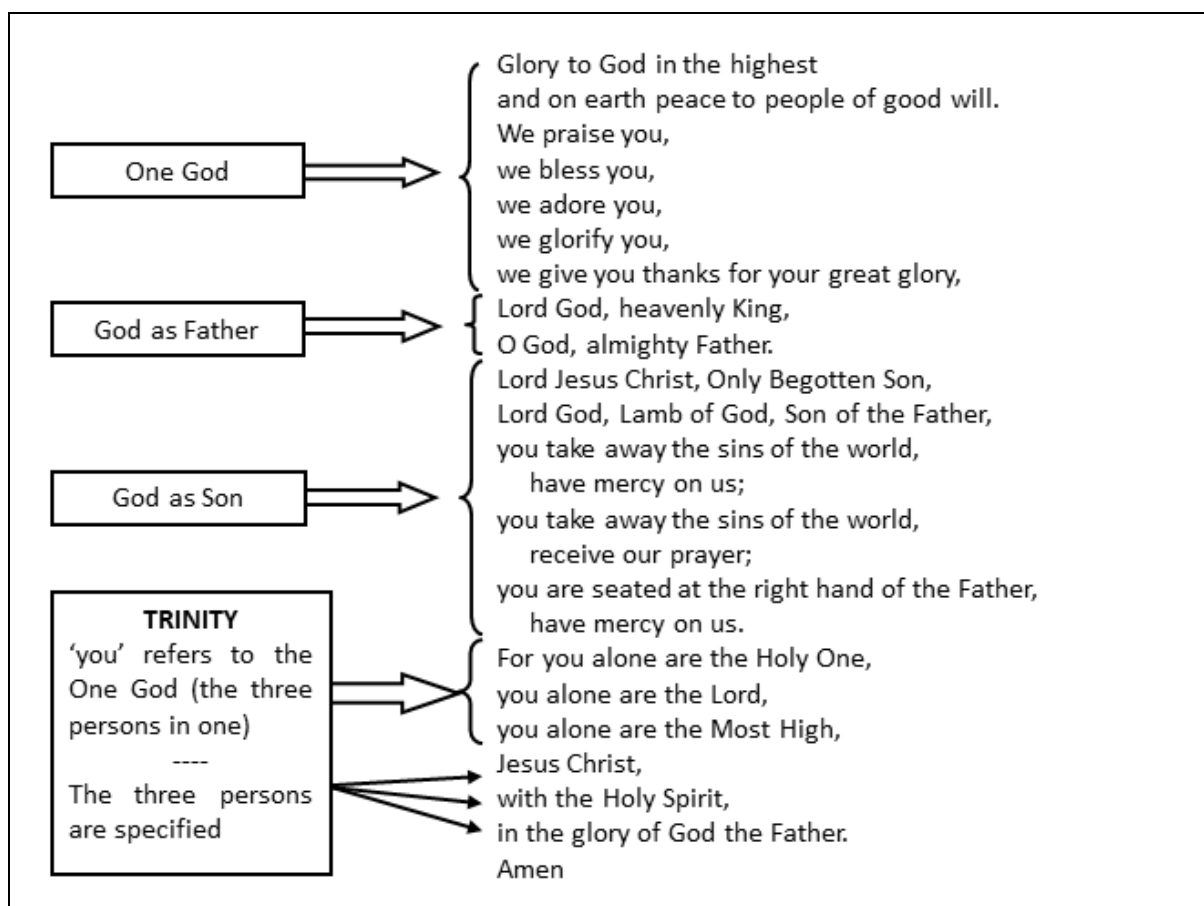 One God
Glory to God in the highest
and on earth peace to people of good will.
We praise you,
we bless you,
we adore you,
we glorify you,
we give you thanks for your great glory,
God as Father
Lord God, heavenly King,
O God, almighty Father.
God as Son
Lord Jesus Christ, Only Begotten Son,
Lord God, Lamb of God, Son of the Father,
you take away the sins of the world,
have mercy on us;
you take away the sins of the world,
receive our prayer;
you are seated at the right hand of the Father,
have mercy on us.
TRINITY
‘you’ refers to the
One God (the three
persons in one)
----
The three persons
are specified
For you alone are the Holy One,
you alone are the Lord,
you alone are the Most High,
Jesus Christ,
with the Holy Spirit,
in the glory of God the Father.
Amen